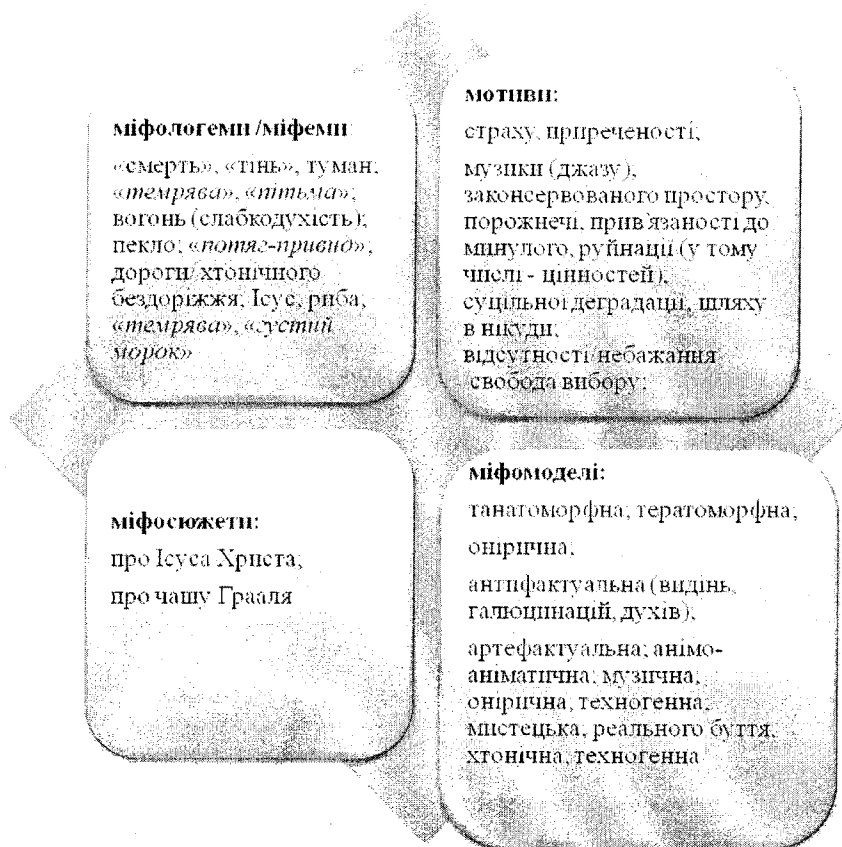 міфологеми /міфеми:
«смерть», «тінь», туман;
«темрява», «пітьма»;
вогонь (слабкодухість);
пекло; «потяг-привид»;
дороги/ хтонічного
бездоріжжя; Ісус, риба;
«темрява», «густий
морок»
мотиви:
страху, приреченості;
музики (джазу);
законсервованого простору,
порожнечі, прив'язаності до
минулого, руйнації (у тому
числі - цінностей),
суцільної деградації, шляху
в нікуди;
відсутності небажання
свобода вибору;
міфосюжети:
про Ісуса Христа;
про чашу Грааля
міфомоделі:
танатоморфна; тератоморфна;
онірична;
антифактуальна (видінь,
галюцинацій, духів);
артефактуальна; анімо-
аніматична; музична;
онірична, техногенна;
мистецька; реального буття,
хтонічна, техногенна